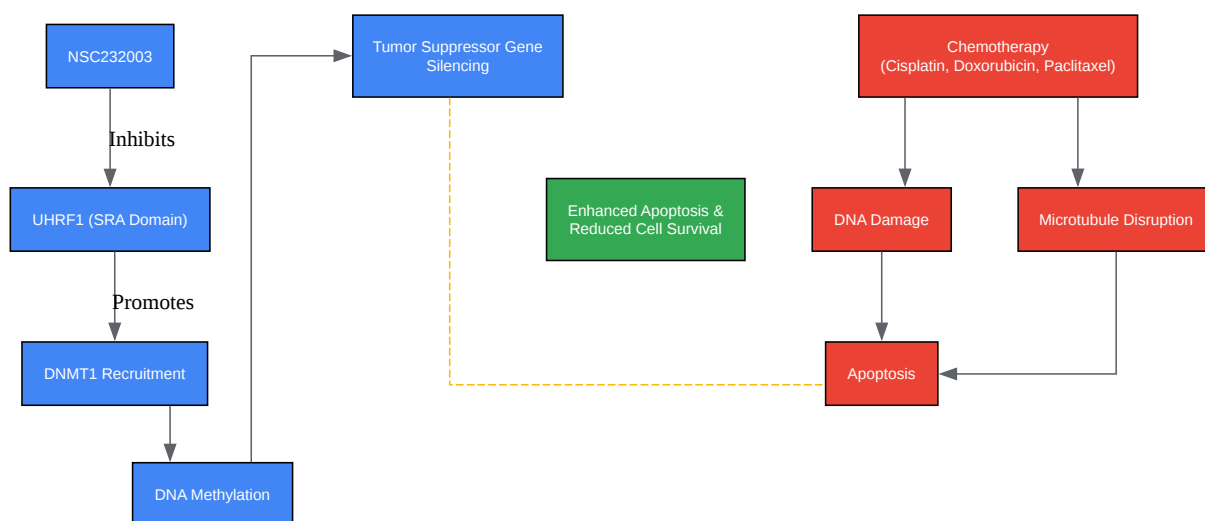 NSC232003
Inhibits
UHRF1 (SRA Domain)
Promotes
DNMT1 Recruitment
DNA Methylation
Tumor Suppressor Gene
Silencing
Enhanced Apoptosis &
Reduced Cell Survival
Chemotherapy
(Cisplatin, Doxorubicin, Paclitaxel)
DNA Damage
Microtubule Disruption
Apoptosis